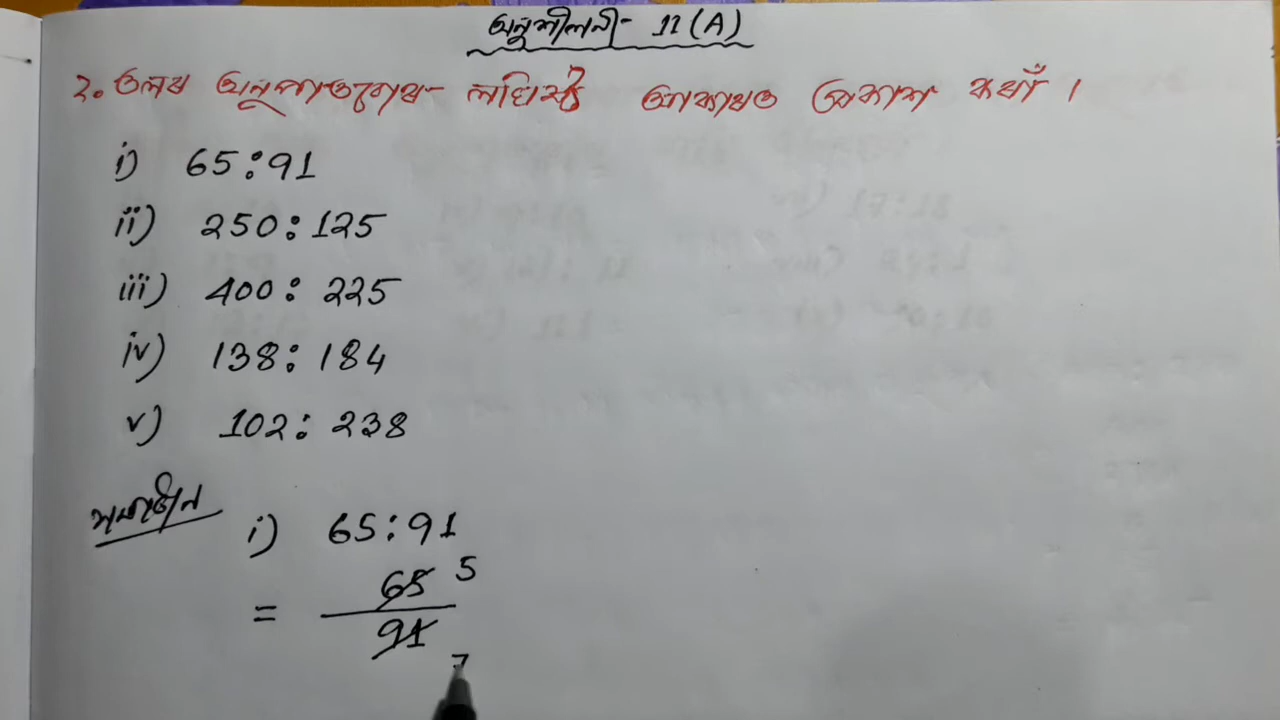 অনুশীলনী- 11(A)
২. তলৰ অনুপাতবোৰ লঘিষ্ঠ আকাৰত প্ৰকাশ কৰাঁ ।
i) 65:91
ii) 250:125
iii) 400: 225
iv) 138: 184
v) 102: 238
সমাধান i) 65:91
= 65 5
91 7